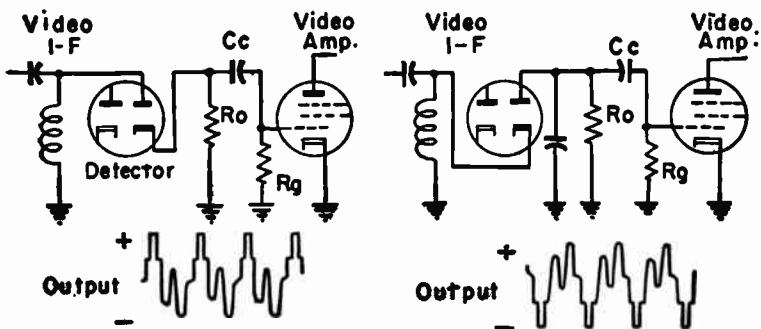 Video
I-F
Cc
Video
Amp.
Ro
Detector
Rg
+
Output
−
Video
I-F
Cc
Video
Amp.
Ro
Rg
+
Output
−